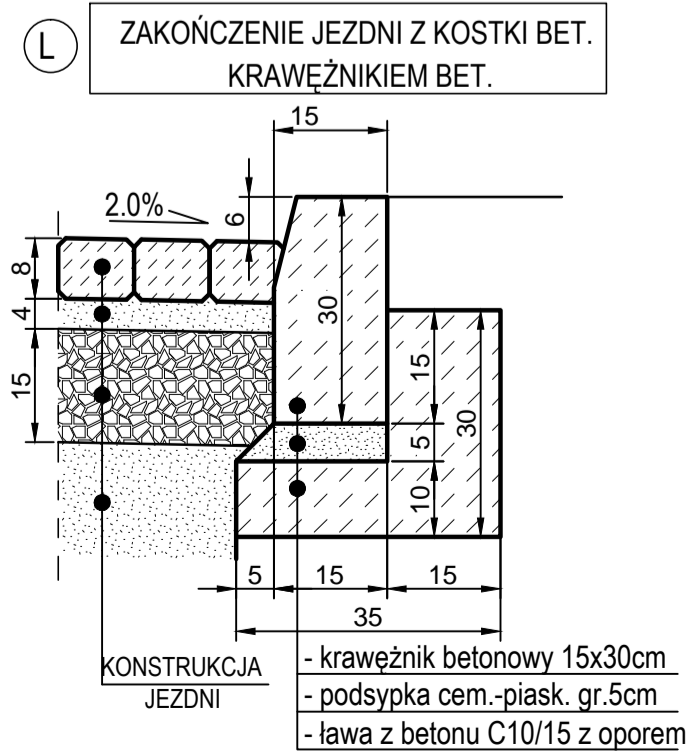 L
ZAKOŃCZENIE JEZDNI Z KOSTKI BET.
KRAWĘŻNIKIEM BET.
15
2.0%
6
8
4
15
30
15
5
10
30
5
15
15
35
KONSTRUKCJA
JEZDNI
- krawężnik betonowy 15x30cm
- podsypka cem.-piask. gr.5cm
- ława z betonu C10/15 z oporem